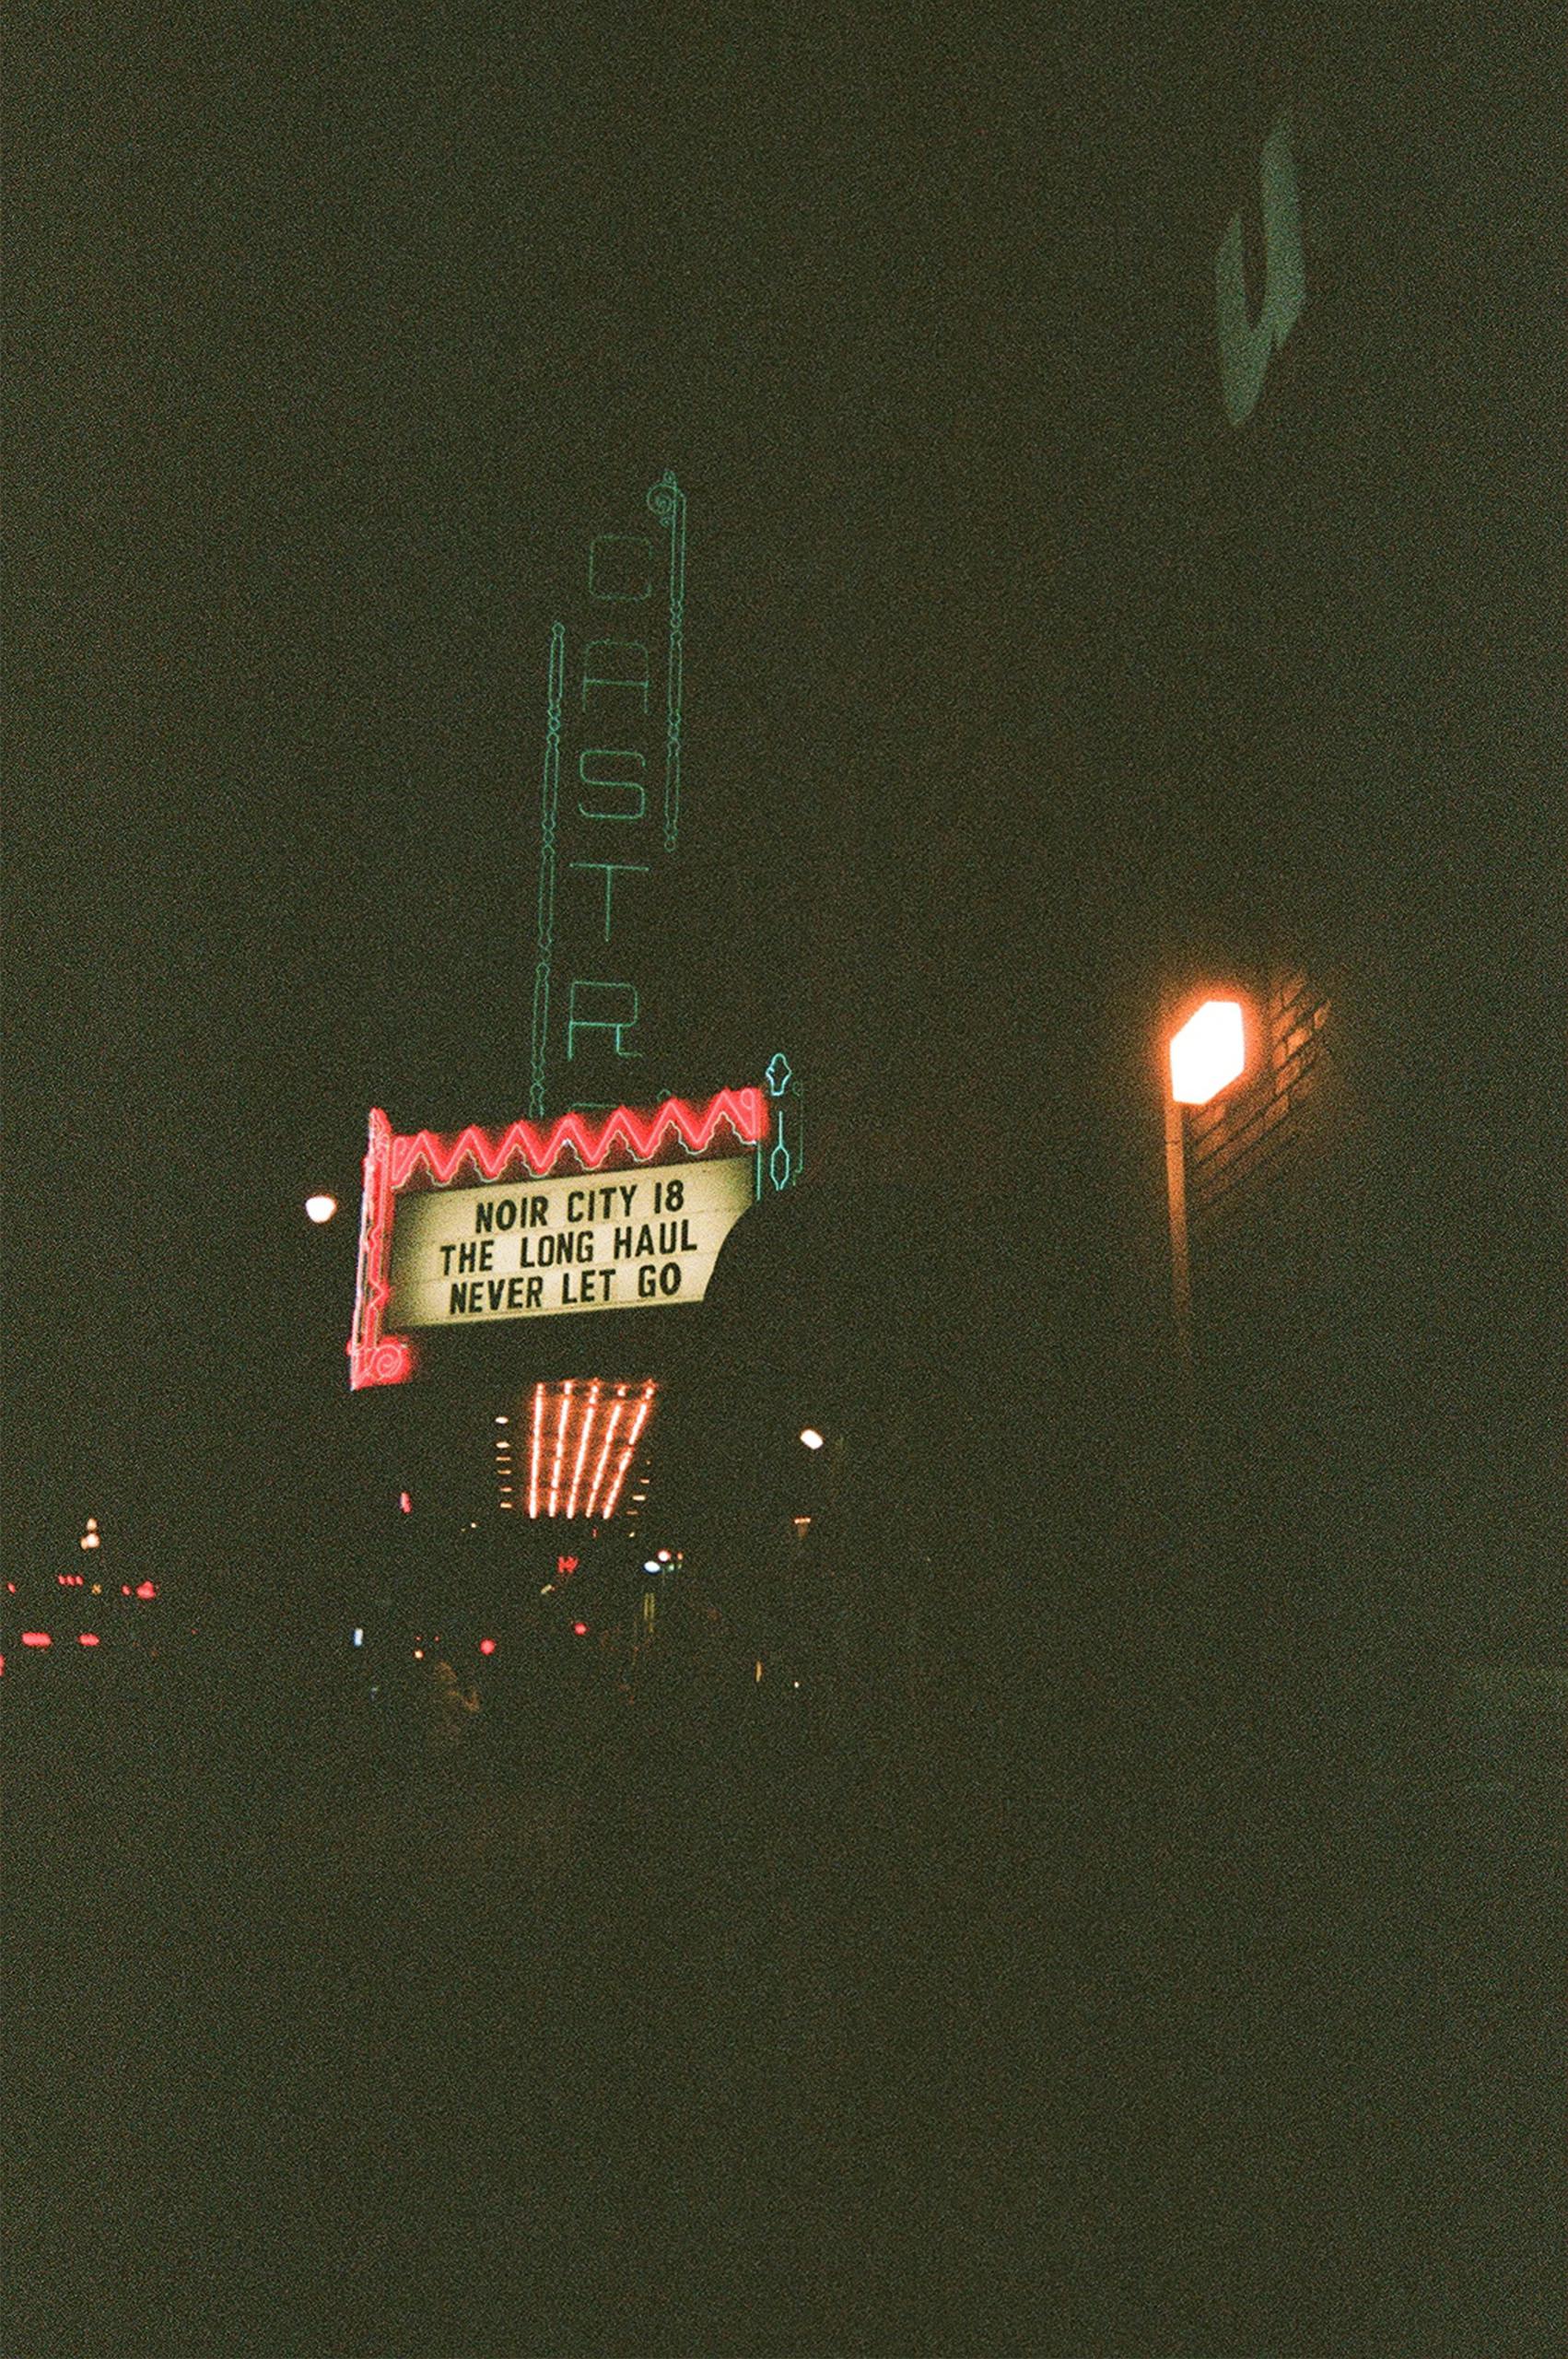 CASTR
NOIR CITY 18
THE LONG HAUL
NEVER LET GO